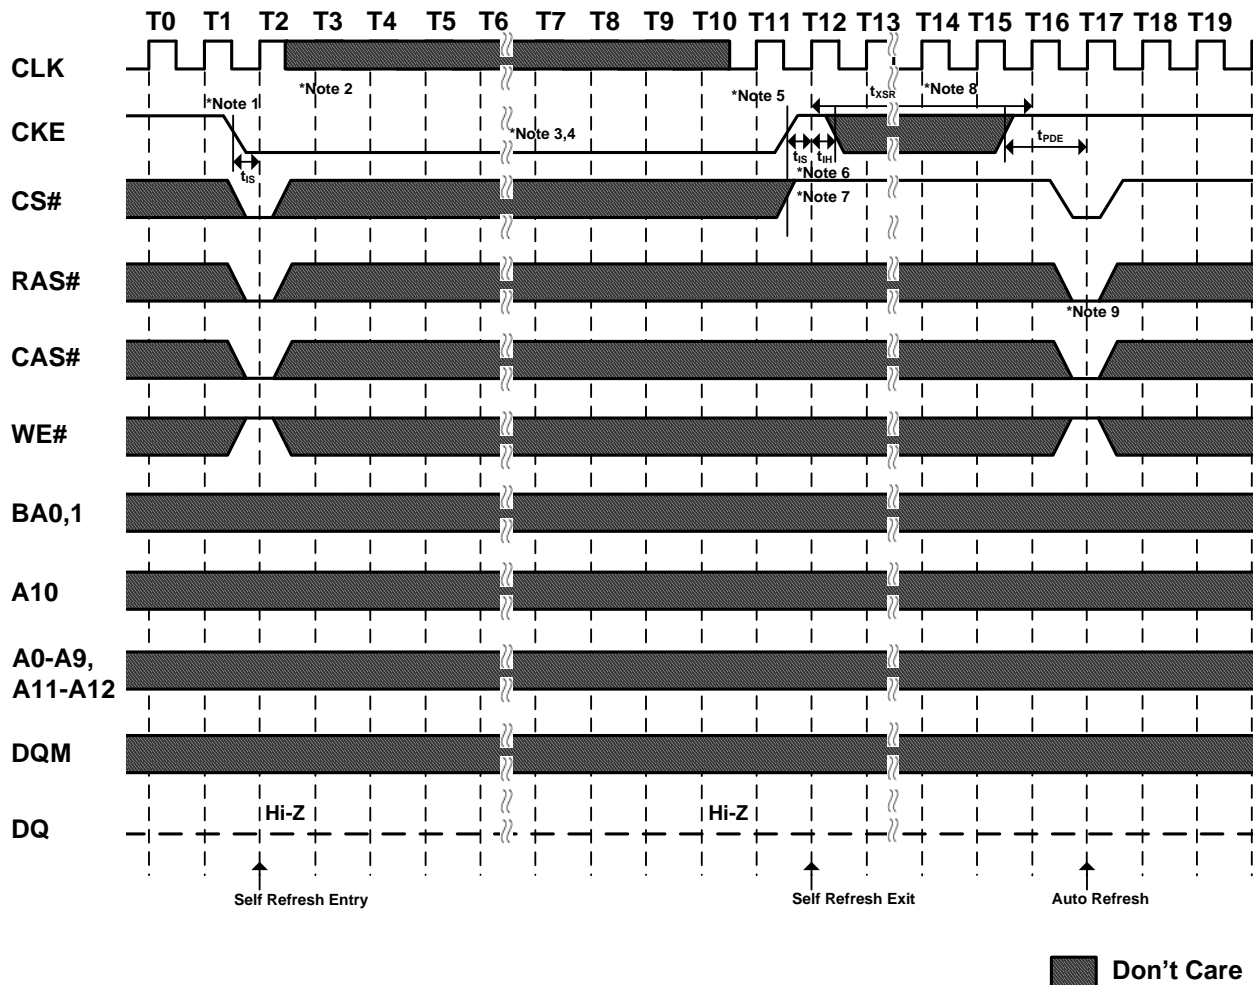 T0 T1 T2 T3 T4 T5 T6 T7 T8 T9 T10 T11 T12 T13 T14 T15 T16 T17 T18 T19
CLK
*Note 2 *Note 5 tXSR *Note 8
*Note 1
CKE
*Note 3,4 tPDE
tIS tIS tIH
*Note 6
CS#
*Note 7
RAS#
*Note 9
CAS#
WE#
BA0,1
A10
A0-A9,
A11-A12
DQM
Hi-Z Hi-Z
DQ
Self Refresh Entry Self Refresh Exit Auto Refresh
Don't Care